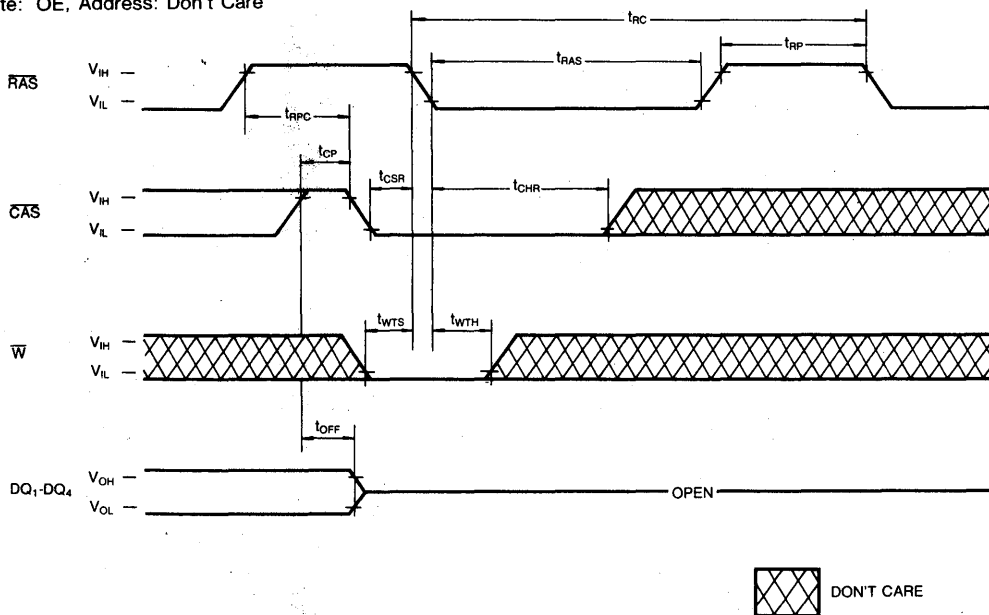 te: OE, Address: Don't Care
tRC
tRP
tRAS
RAS
VIH
VIL
tRPC
tCP
tCSR
tCHR
CAS
VIH
VIL
tWTS
tWTH
W
VIH
VIL
tOFF
DQ1-DQ4
VOH
VOL
OPEN
DON'T CARE